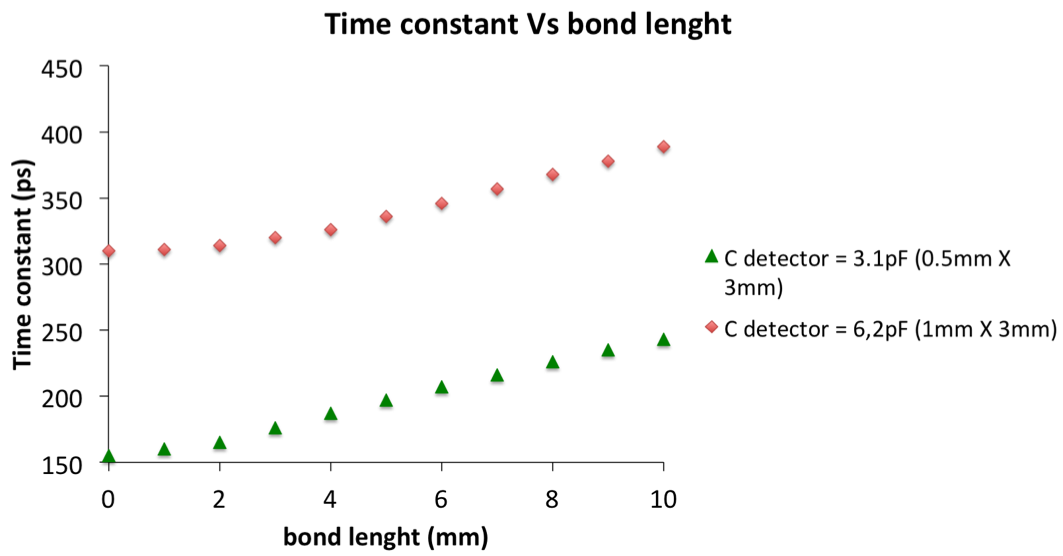 Time constant Vs bond lenght
450
400
350
300
250
200
150
Time constant (ps)
0 2 4 6 8 10
bond lenght (mm)
C detector = 3.1pF (0.5mm X
3mm)
C detector = 6,2pF (1mm X 3mm)